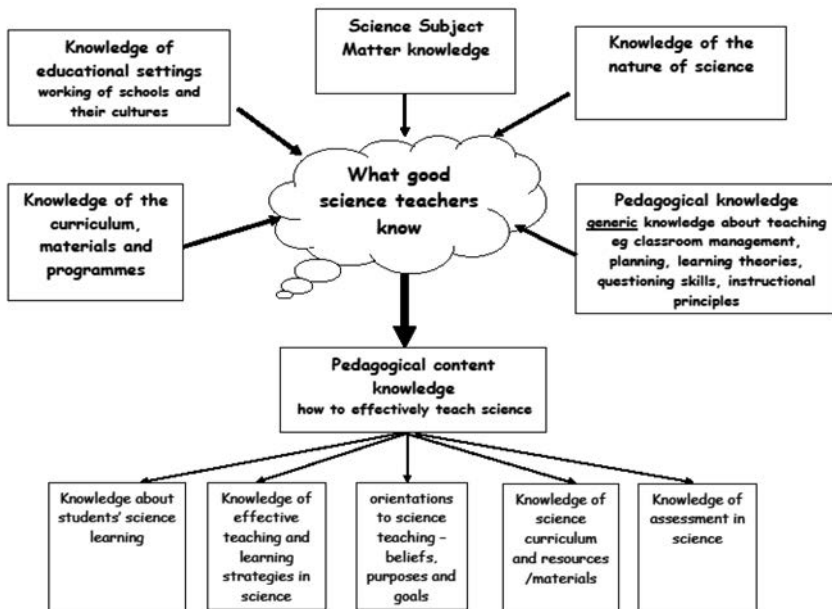 Knowledge of
educational settings
working of schools and
their cultures
Science Subject
Matter knowledge
Knowledge of the
nature of science
What good
science teachers
know
Knowledge of the
curriculum,
materials and
programmes
Pedagogical knowledge
generic knowledge about teaching
eg classroom management,
planning, learning theories,
questioning skills, instructional
principles
Pedagogical content
knowledge
how to effectively teach science
Knowledge about
students' science
learning
Knowledge of
effective
teaching and
learning
strategies in
science
orientations to
science
teaching –
beliefs,
purposes and
goals
Knowledge of
science
curriculum
and resources
/materials
Knowledge of
assessment in
science